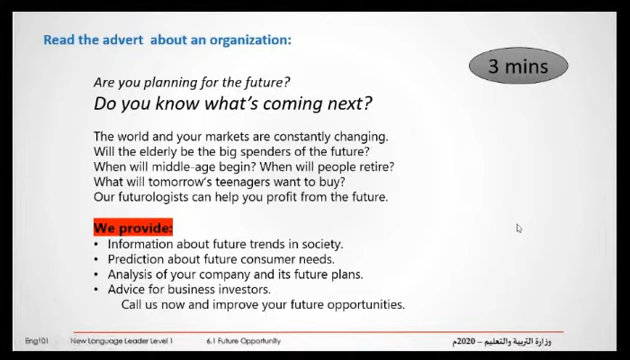 Read the advert about an organization:
3 mins
Are you planning for the future?
Do you know what's coming next?
The world and your markets are constantly changing.
Will the elderly be the big spenders of the future?
When will middle-age begin? When will people retire?
What will tomorrow's teenagers want to buy?
Our futurologists can help you profit from the future.
We provide:
• Information about future trends in society.
• Prediction about future consumer needs.
• Analysis of your company and its future plans.
• Advice for business investors.
Call us now and improve your future opportunities.
Eng101 New Language Leader Level 1 6.1 Future Opportunity وزارة التربية والتعليم – 2020م